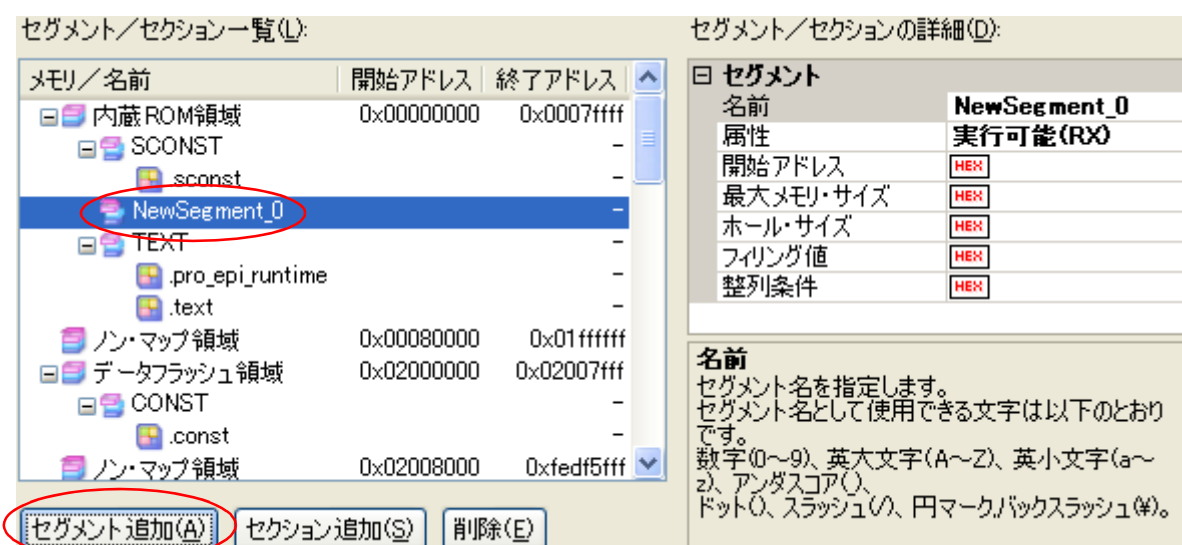 セグメント／セクション一覧(L):
メモリ／名前 開始アドレス 終了アドレス
内蔵ROM領域 0x00000000 0x0007ffff
SCONST -
.sconst -
NewSegment_0 -
TEXT -
.pro_epi_runtime
.text -
ノン・マップ領域 0x00080000 0x01ffffff
データフラッシュ領域 0x02000000 0x02007fff
CONST -
.const -
ノン・マップ領域 0x02008000 0xfedf5fff
セグメント追加(A) セクション追加(S) 削除(E)
セグメント／セクションの詳細(D):
セグメント
名前 NewSegment_0
属性 実行可能(RX)
開始アドレス HEX
最大メモリ・サイズ HEX
ホール・サイズ HEX
フィリング値 HEX
整列条件 HEX
名前
セグメント名を指定します。
セグメント名として使用できる文字は以下のとおり
です。
数字(0～9)、英大文字(A～Z)、英小文字(a～
z)、アンダスコア(_)、
ドット(.)、スラッシュ(/)、円マーク/バックスラッシュ(¥)。